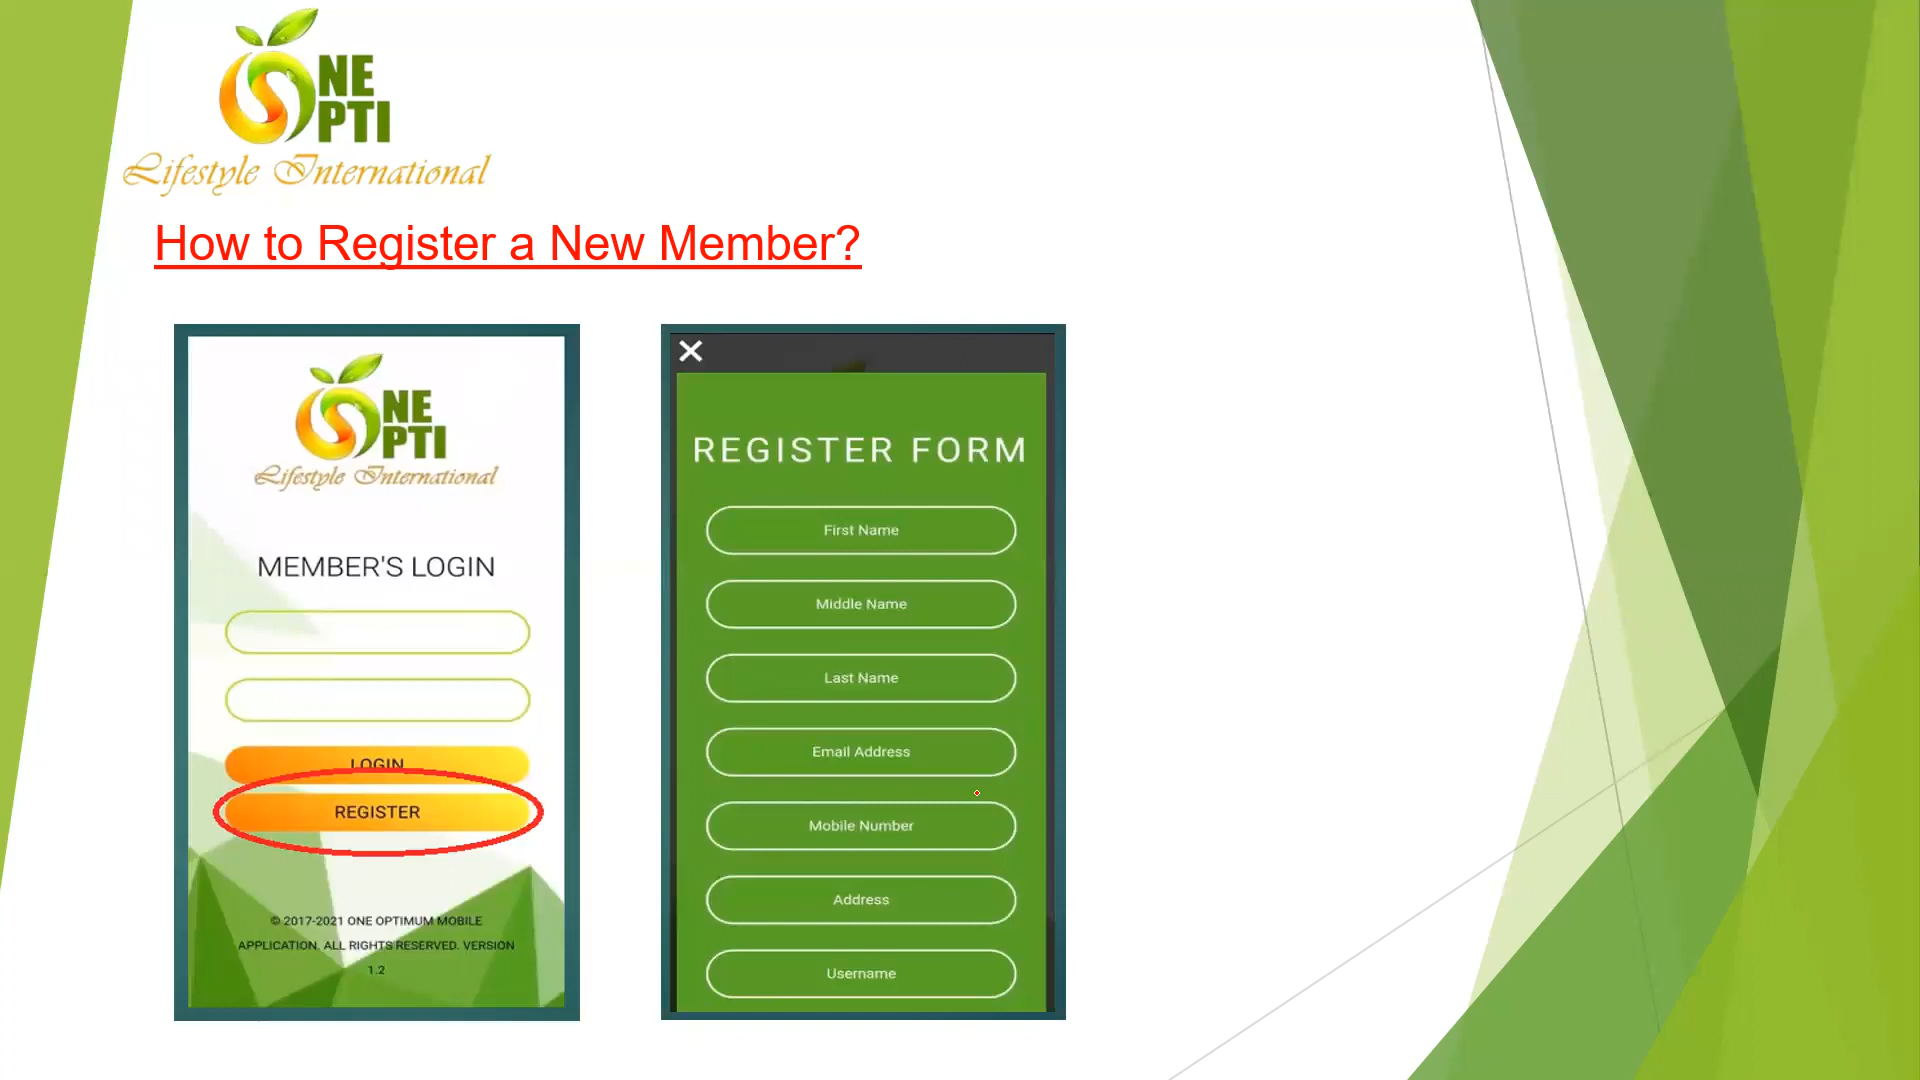 NE
PTI
Lifestyle International
How to Register a New Member?
NE
PTI
Lifestyle International
MEMBER'S LOGIN
LOGIN
REGISTER
© 2017-2021 ONE OPTIMUM MOBILE
APPLICATION. ALL RIGHTS RESERVED. VERSION
1.2
REGISTER FORM
First Name
Middle Name
Last Name
Email Address
Mobile Number
Address
Username